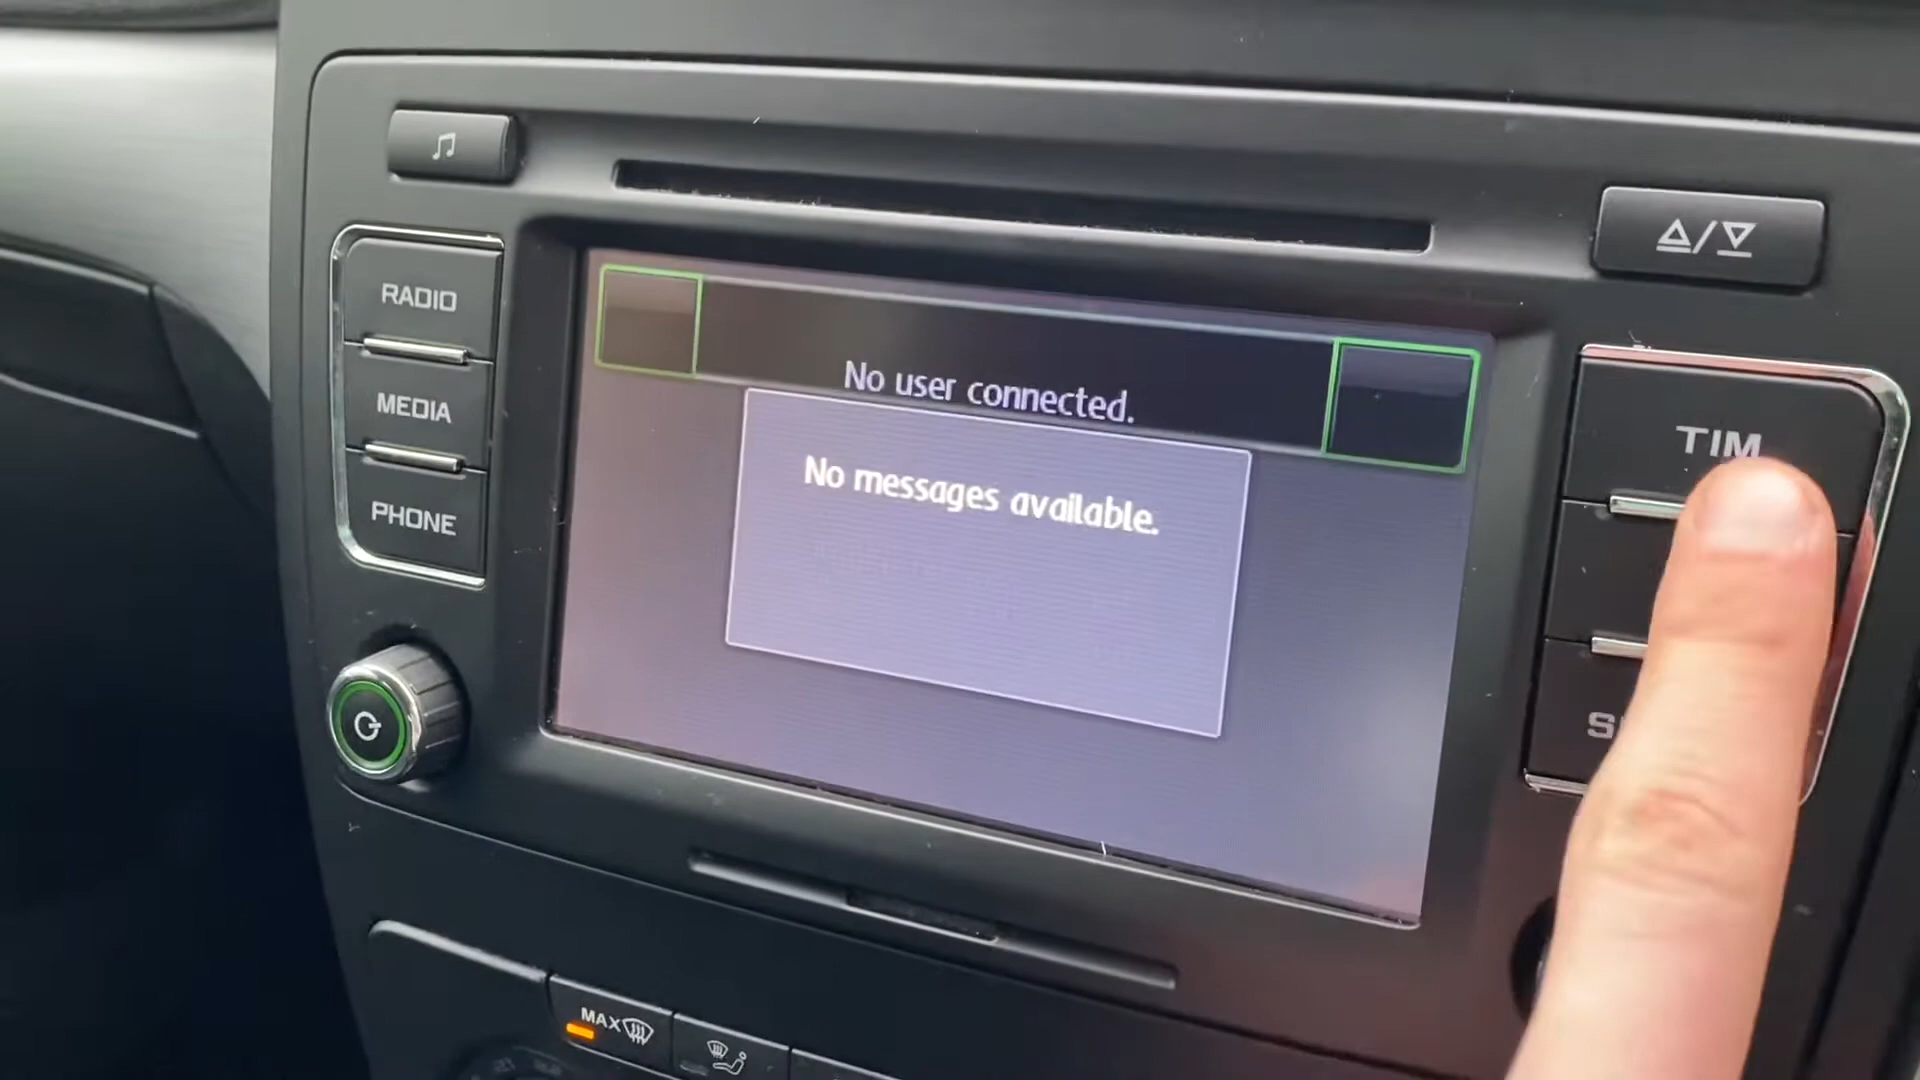 RADIO
MEDIA
PHONE
No user connected.
No messages available.
TIM
S
MAX